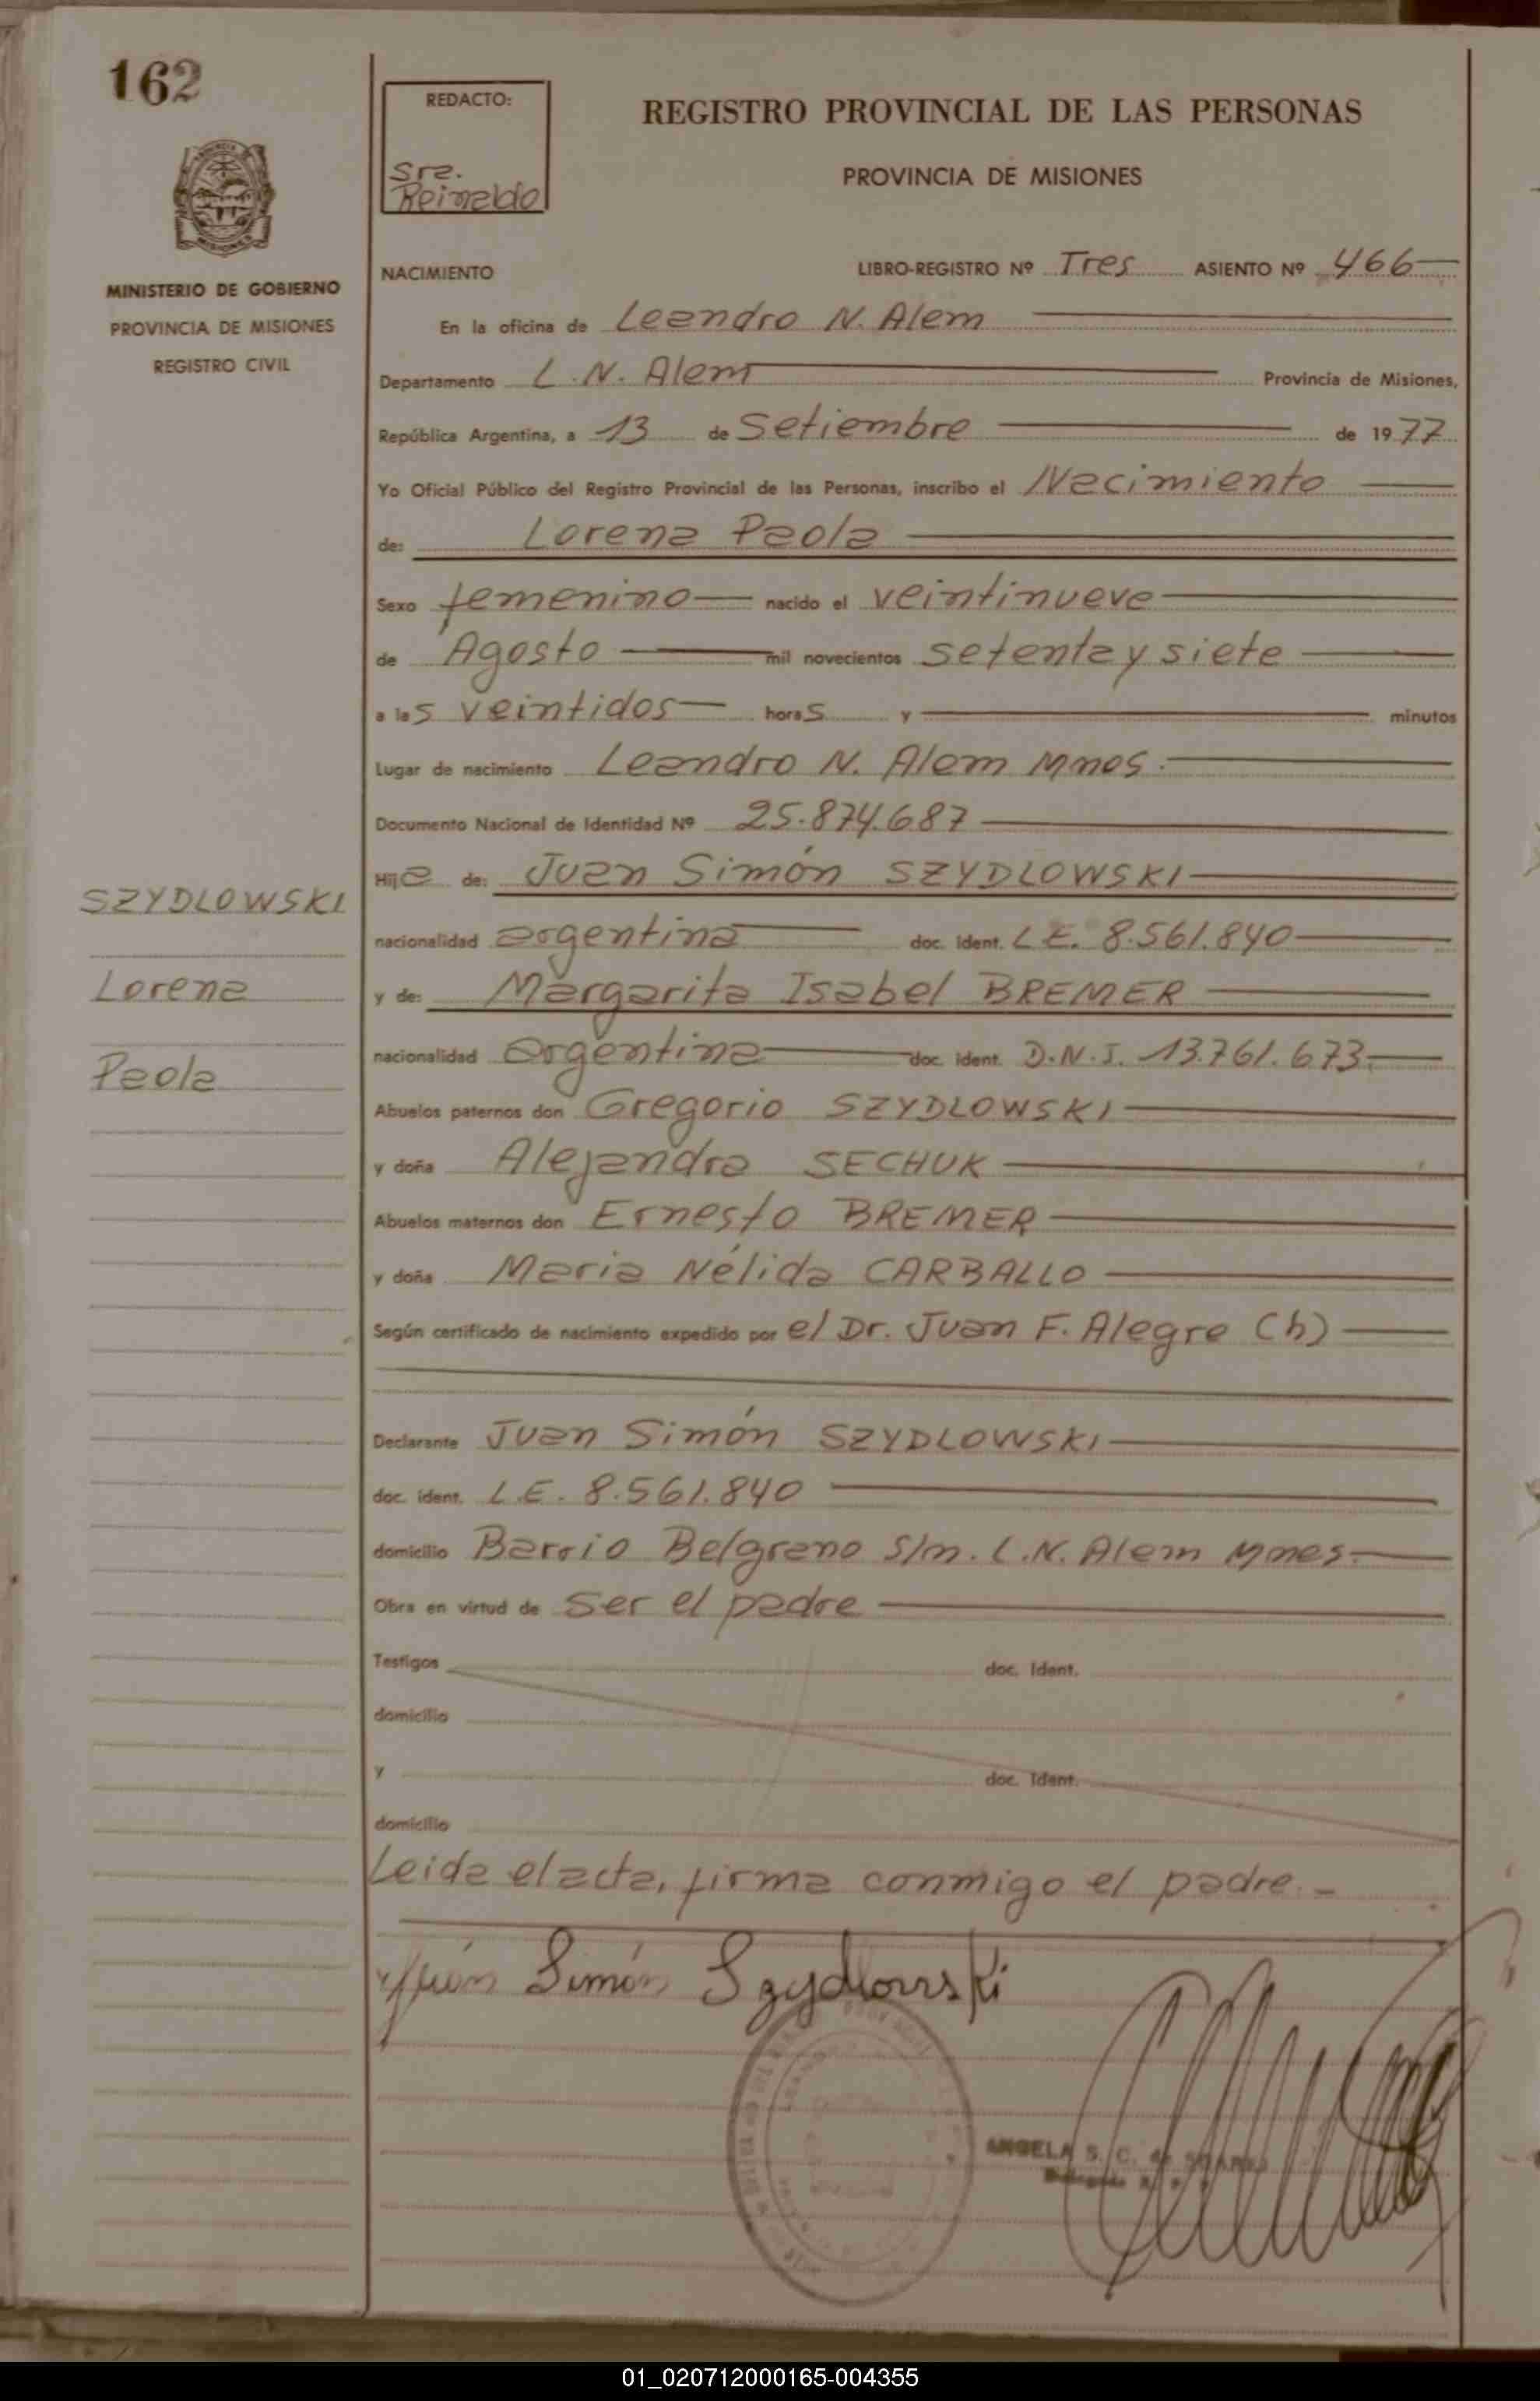 162
REDACTO:
Sra.
Reinaldo
REGISTRO PROVINCIAL DE LAS PERSONAS
PROVINCIA DE MISIONES
MINISTERIO DE GOBIERNO
PROVINCIA DE MISIONES
REGISTRO CIVIL
NACIMIENTO LIBRO-REGISTRO Nº Tres ASIENTO Nº 466
En la oficina de Leandro N. Alem
Departamento L. N. Alem Provincia de Misiones,
República Argentina, a 13 de Setiembre de 1977
Yo Oficial Público del Registro Provincial de las Personas, inscribo el Nacimiento
de: Lorena Paola
Sexo femenino nacido el veintinueve
de Agosto mil novecientos setenta y siete
a las veintidos horas y minutos
Lugar de nacimiento Leandro N. Alem Mnes.
Documento Nacional de Identidad Nº 25.874.687
Hija de: Juan Simón SZYDLOWSKI
SZYDLOWSKI
nacionalidad argentina doc. ident. L.E. 8.561.840
Lorena
y de: Margarita Isabel BREMER
nacionalidad argentina doc. ident. D.N.I. 13.761.673
Paola
Abuelos paternos don Gregorio SZYDLOWSKI
y doña Alejandra SECHUK
Abuelos maternos don Ernesto BREMER
y doña Maria Nélida CARBALLO
Según certificado de nacimiento expedido por el Dr. Juan F. Alegre (h)
Declarante Juan Simón SZYDLOWSKI
doc. ident. L.E. 8.561.840
domicilio Barrio Belgrano s/n. L.N. Alem Mnes.
Obra en virtud de ser el padre
Testigos doc. ident.
domicilio
y doc. ident.
domicilio
Leida el acta, firma conmigo el padre.-
Juan Simón Szydlowski
ANGELA S. C. de
01_020712000165-004355